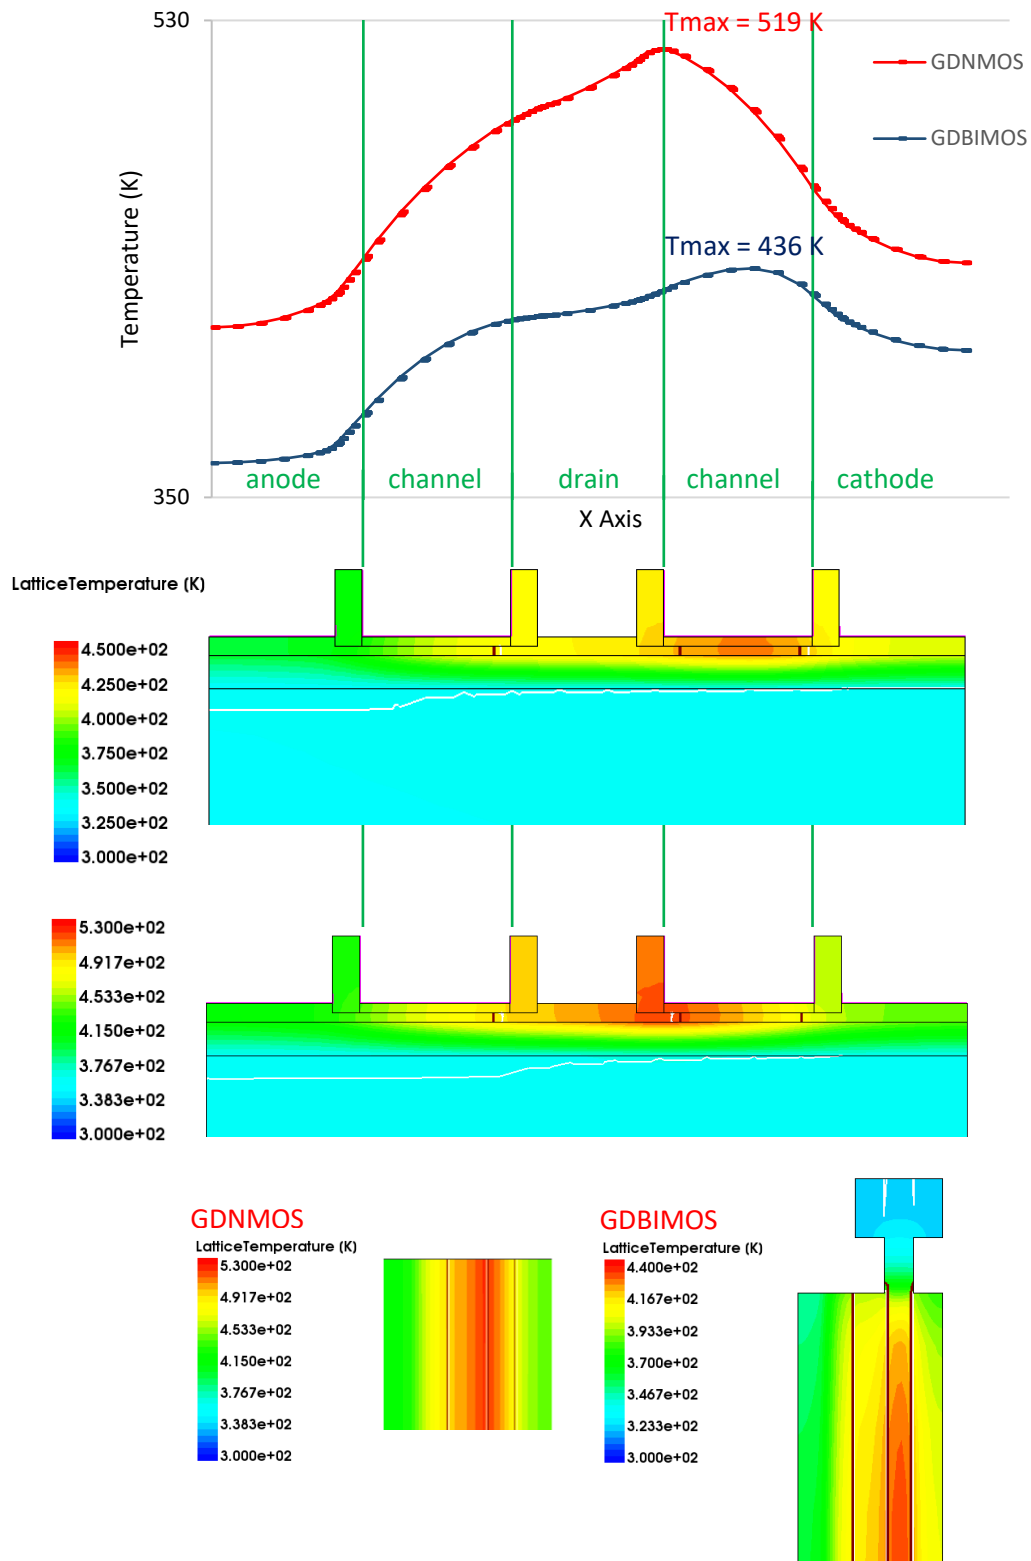 530
Tmax = 519 K
GDNMOS
GDBIMOS
Temperature (K)
Tmax = 436 K
anode channel drain channel cathode
350
X Axis
LatticeTemperature (K)
4.500e+02
4.250e+02
4.000e+02
3.750e+02
3.500e+02
3.250e+02
3.000e+02
5.300e+02
4.917e+02
4.533e+02
4.150e+02
3.767e+02
3.383e+02
3.000e+02
GDNMOS
LatticeTemperature (K)
5.300e+02
4.917e+02
4.533e+02
4.150e+02
3.767e+02
3.383e+02
3.000e+02
GDBIMOS
LatticeTemperature (K)
4.400e+02
4.167e+02
3.933e+02
3.700e+02
3.467e+02
3.233e+02
3.000e+02